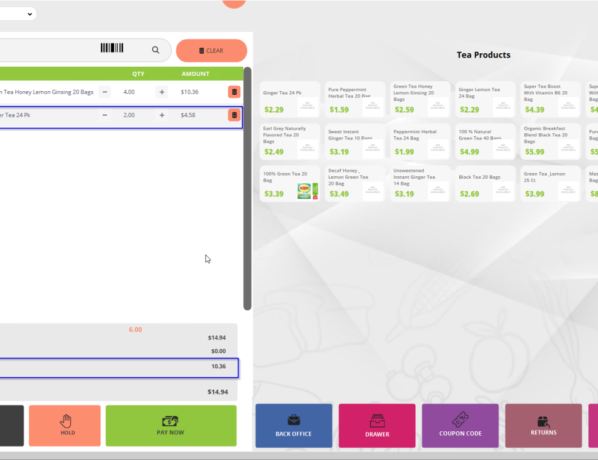 CLEAR
QTY AMOUNT
Tea Honey Lemon Ginseng 20 Bags − 4.00 + $10.36
Tea 24 Pk − 2.00 + $4.58
6.00
$14.94
$0.00
10.36
$14.94
HOLD
PAY NOW
Tea Products
Ginger Tea 24 Pk
$2.29
Pure Peppermint
Herbal Tea 20
$1.59
Green Tea Honey
Lemon Ginseng 20
Bags
$2.59
Ginger Lemon Tea
24 Bag
$2.29
Super Tea Boost
With Vitamin B6 20
Bag
$4.39
Super
With
Bag
$4.
Earl Grey Naturally
Flavored Tea 20
Bags
$2.49
Sweet Instant
Ginger Tea 10
$3.19
Peppermint Herbal
Tea 24 Bag
$1.99
100 % Natural
Green Tea 40
$4.99
Organic Breakfast
Blend Black Tea 20
Bags
$5.99
100% Green Tea 20
Bag
$3.39
Decaf Honey ,
Lemon Green Tea
20 Bag
$3.49
Unsweetened
Instant Ginger Tea
14 Bag
$3.19
Black Tea 20 Bags
$2.69
Green Tea ,Lemon
25 Ct
$3.99
BACK OFFICE
DRAWER
COUPON CODE
RETURNS